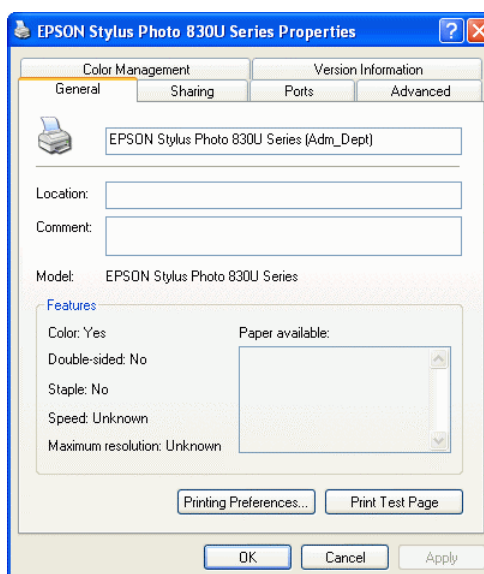 EPSON Stylus Photo 830U Series Properties
Color Management Version Information
General Sharing Ports Advanced
EPSON Stylus Photo 830U Series (Adm_Dept)
Location:
Comment:
Model: EPSON Stylus Photo 830U Series
Features
Color: Yes Paper available:
Double-sided: No
Staple: No
Speed: Unknown
Maximum resolution: Unknown
Printing Preferences... Print Test Page
OK Cancel Apply